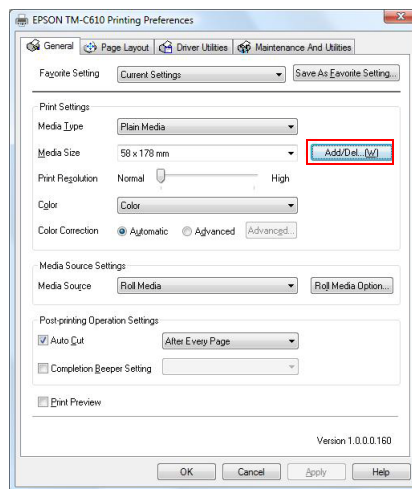 EPSON TM-C610 Printing Preferences
General Page Layout Driver Utilities Maintenance And Utilities
Favorite Setting Current Settings Save As Favorite Setting...
Print Settings
Media Type Plain Media
Media Size 58 x 178 mm Add/Del...(W)
Print Resolution Normal High
Color Color
Color Correction Automatic Advanced Advanced...
Media Source Settings
Media Source Roll Media Roll Media Option...
Post-printing Operation Settings
Auto Cut After Every Page
Completion Beeper Setting
Print Preview
Version 1.0.0.0.160
OK Cancel Apply Help